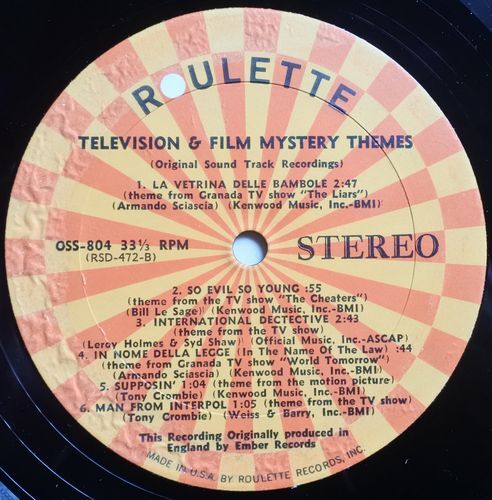 ROULETTE
TELEVISION & FILM MYSTERY THEMES
(Original Sound Track Recordings)
1. LA VETRINA DELLE BAMBOLE 2:47
(theme from Granada TV show "The Liars")
(Armando Sciascia) (Kenwood Music, Inc.-BMI)
OSS-804 33⅓ RPM
(RSD-472-B)
STEREO
2. SO EVIL SO YOUNG :55
(theme from the TV show "The Cheaters")
(Bill Le Sage) (Kenwood Music, Inc.-BMI)
3. INTERNATIONAL DECTECTIVE 2:43
(theme from the TV show)
(Leroy Holmes & Syd Shaw) (Official Music, Inc.-ASCAP)
4. IN NOME DELLA LEGGE (In The Name Of The Law) :44
(theme from Granada TV show "World Tomorrow")
(Armando Sciascia) (Kenwood Music, Inc.-BMI)
5. SUPPOSIN' 1:04 (theme from the motion picture)
(Tony Crombie) (Kenwood Music, Inc.-BMI)
6. MAN FROM INTERPOL 1:05 (theme from the TV show)
(Tony Crombie) (Weiss & Barry, Inc.-BMI)
This Recording Originally produced in
England by Ember Records
MADE IN U.S.A. BY ROULETTE RECORDS, INC.